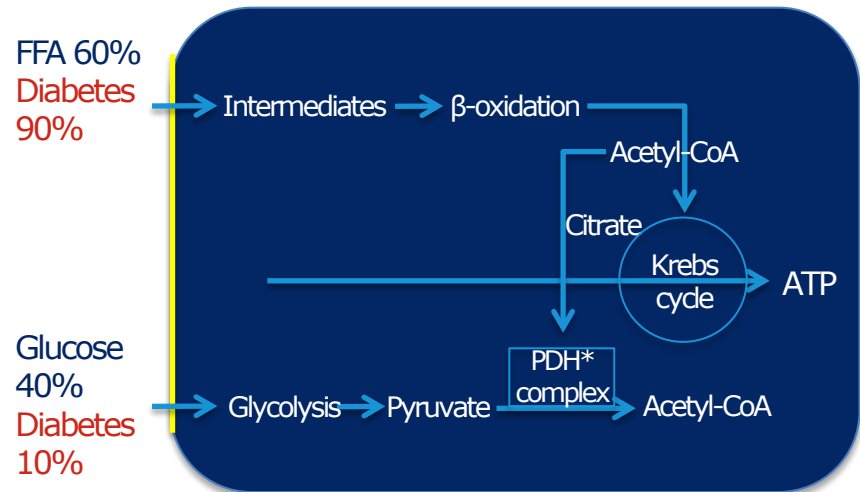 FFA 60%
Diabetes
90%
Intermediates
β-oxidation
Acetyl-CoA
Citrate
Krebs
cycle
ATP
Glucose
40%
Diabetes
10%
Glycolysis
Pyruvate
PDH*
complex
Acetyl-CoA